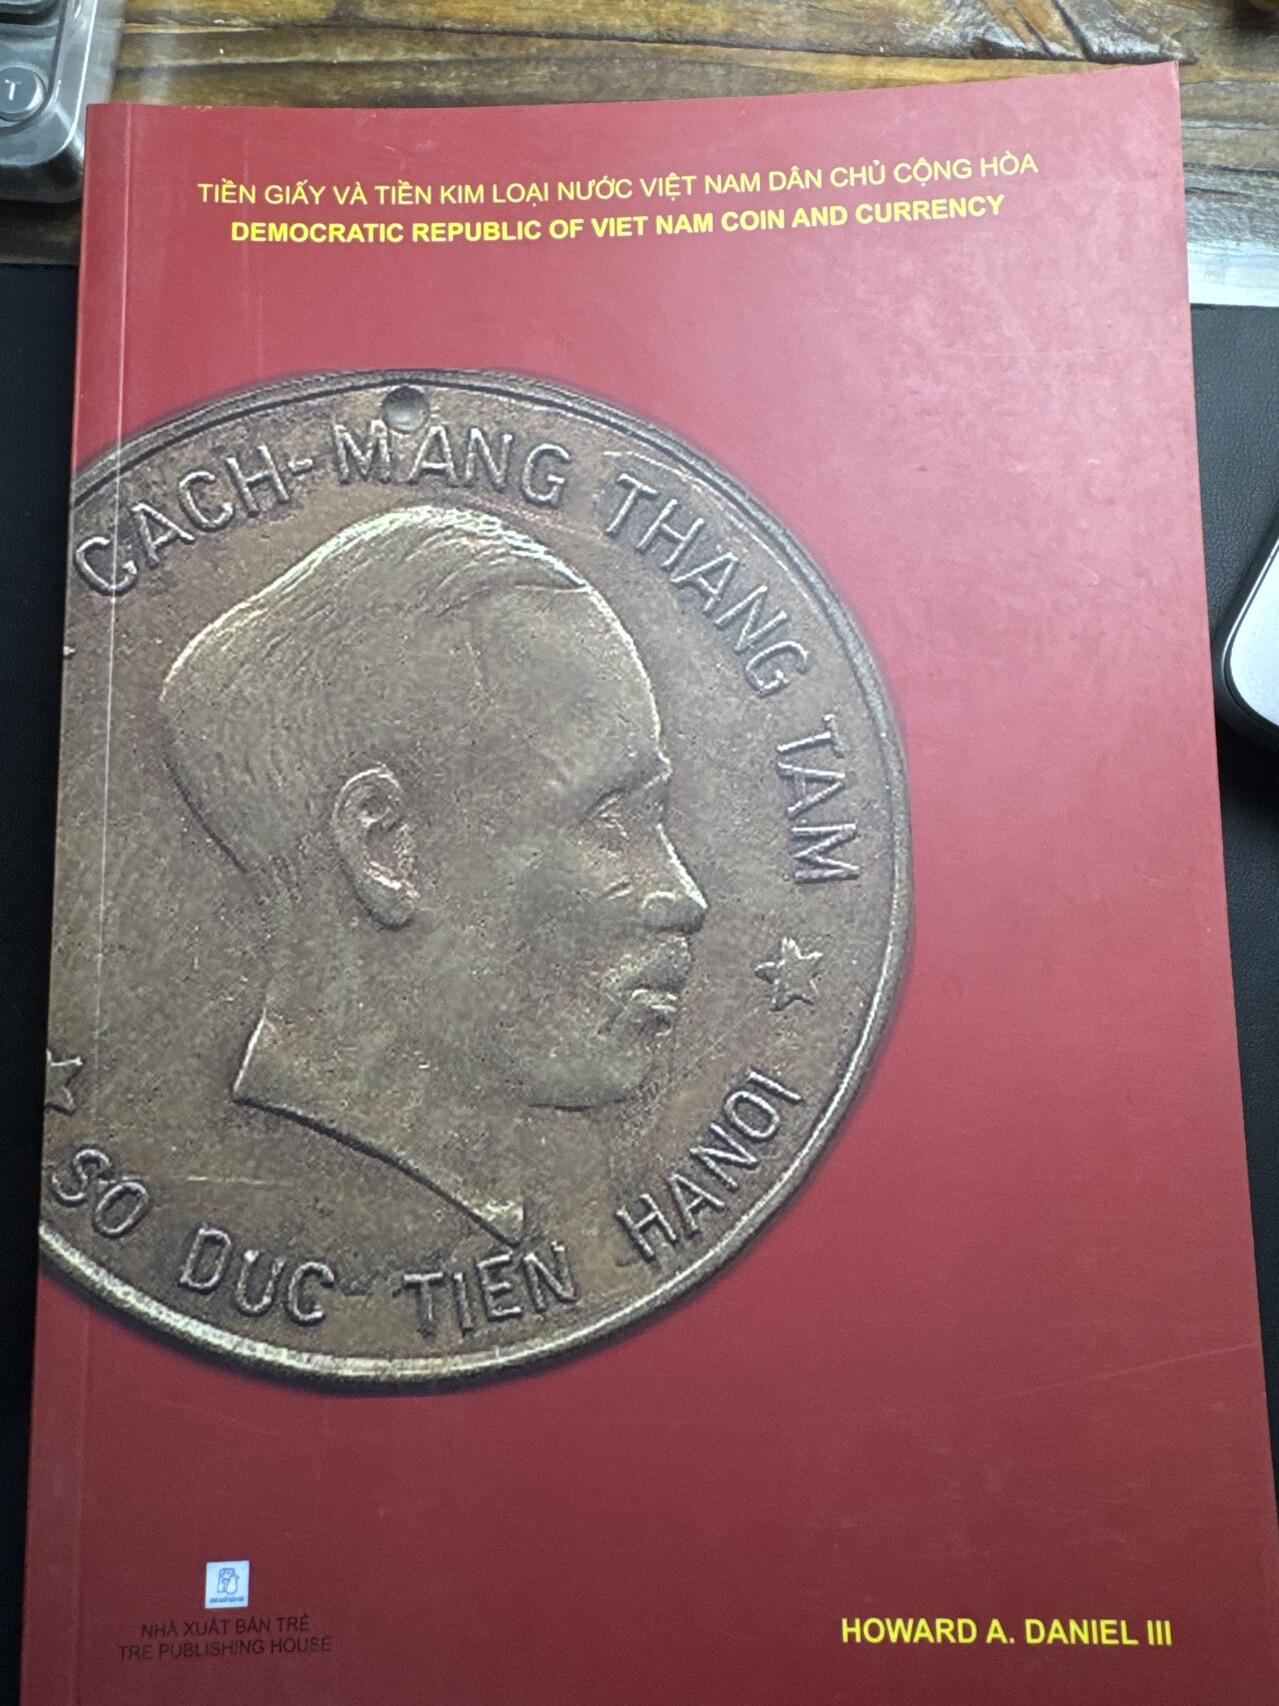 T
TIỀN GIẤY VÀ TIỀN KIM LOẠI NƯỚC VIỆT NAM DÂN CHỦ CỘNG HÒA
DEMOCRATIC REPUBLIC OF VIET NAM COIN AND CURRENCY
CACH-MANG THANG TAM
SO DUC-TIÊN HANOI
NHÀ XUẤT BẢN TRẺ
TRE PUBLISHING HOUSE
HOWARD A. DANIEL III